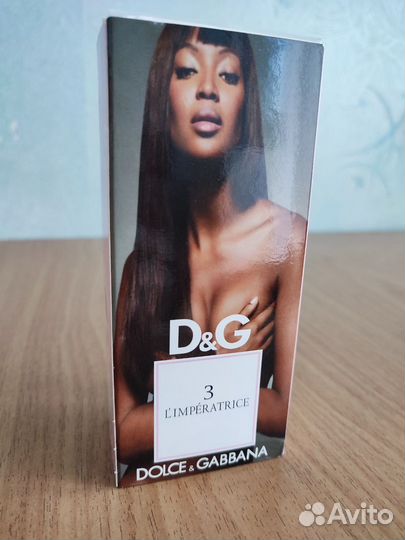 D&G
3
L'IMPÉRATRICE
DOLCE & GABBANA
Avito